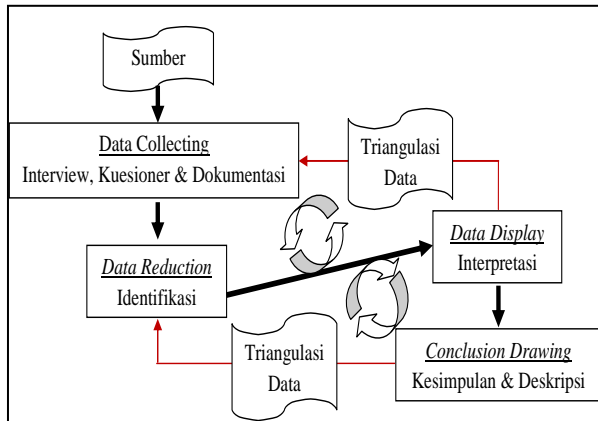 Sumber
Data Collecting
Interview, Kuesioner & Dokumentasi
Triangulasi
Data
Data Reduction
Identifikasi
Data Display
Interpretasi
Triangulasi
Data
Conclusion Drawing
Kesimpulan & Deskripsi